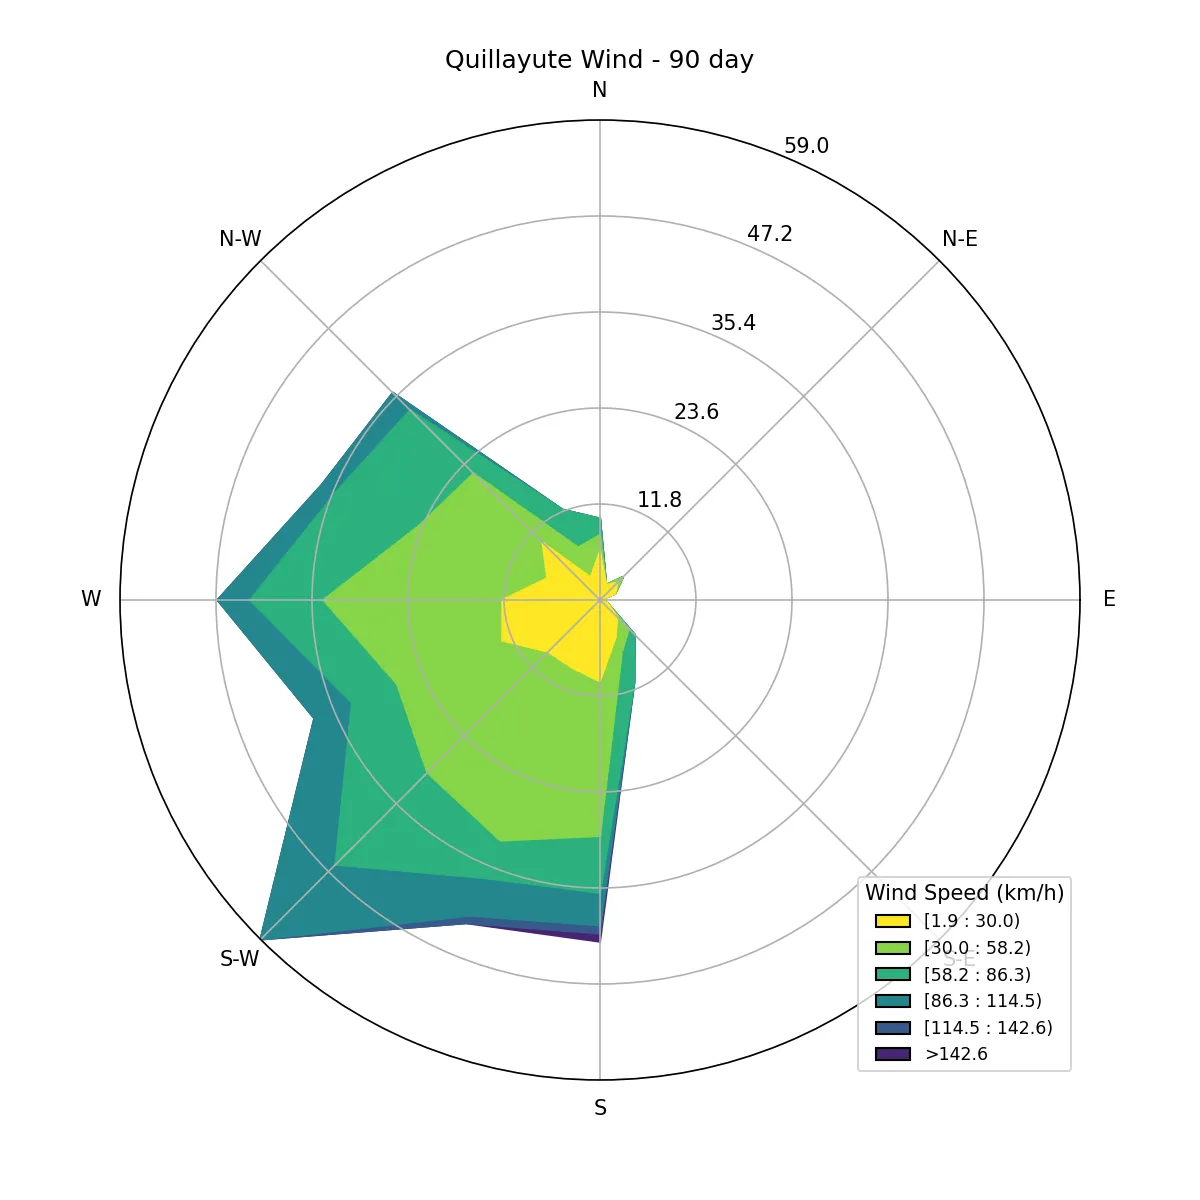 Quillayute Wind - 90 day
N
59.0
N-W
47.2
N-E
35.4
23.6
11.8
W
E
Wind Speed (km/h)
[1.9 : 30.0)
[30.0 : 58.2)
S-W
S-E
[58.2 : 86.3)
[86.3 : 114.5)
[114.5 : 142.6)
>142.6
S